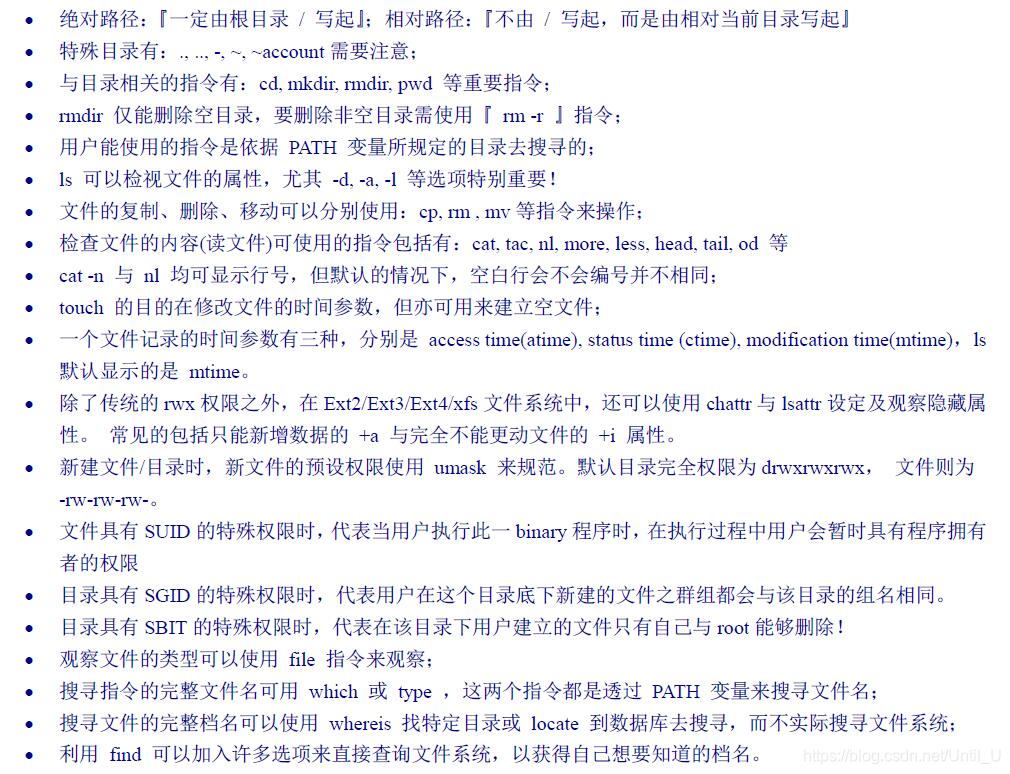 • 绝对路径：『一定由根目录 / 写起』；相对路径：『不由 / 写起，而是由相对当前目录写起』
• 特殊目录有：., .., -, ~, ~account 需要注意；
• 与目录相关的指令有：cd, mkdir, rmdir, pwd 等重要指令；
• rmdir 仅能删除空目录，要删除非空目录需使用『 rm -r 』指令；
• 用户能使用的指令是依据 PATH 变量所规定的目录去搜寻的；
• ls 可以检视文件的属性，尤其 -d, -a, -l 等选项特别重要！
• 文件的复制、删除、移动可以分别使用：cp, rm , mv 等指令来操作；
• 检查文件的内容(读文件)可使用的指令包括有：cat, tac, nl, more, less, head, tail, od 等
• cat -n 与 nl 均可显示行号，但默认的情况下，空白行会不会编号并不相同；
• touch 的目的在修改文件的时间参数，但亦可用来建立空文件；
• 一个文件记录的时间参数有三种，分别是 access time(atime), status time (ctime), modification time(mtime)，ls
默认显示的是 mtime。
• 除了传统的 rwx 权限之外，在 Ext2/Ext3/Ext4/xfs 文件系统中，还可以使用 chattr 与 lsattr 设定及观察隐藏属
性。 常见的包括只能新增数据的 +a 与完全不能更动文件的 +i 属性。
• 新建文件/目录时，新文件的预设权限使用 umask 来规范。默认目录完全权限为 drwxrwxrwx， 文件则为
-rw-rw-rw-。
• 文件具有 SUID 的特殊权限时，代表当用户执行此一 binary 程序时，在执行过程中用户会暂时具有程序拥有
者的权限
• 目录具有 SGID 的特殊权限时，代表用户在这个目录底下新建的文件之群组都会与该目录的组名相同。
• 目录具有 SBIT 的特殊权限时，代表在该目录下用户建立的文件只有自己与 root 能够删除！
• 观察文件的类型可以使用 file 指令来观察；
• 搜寻指令的完整文件名可用 which 或 type ，这两个指令都是透过 PATH 变量来搜寻文件名；
• 搜寻文件的完整档名可以使用 whereis 找特定目录或 locate 到数据库去搜寻，而不实际搜寻文件系统；
• 利用 find 可以加入许多选项来直接查询文件系统，以获得自己想要知道的档名。
https://blog.csdn.net/Until_U